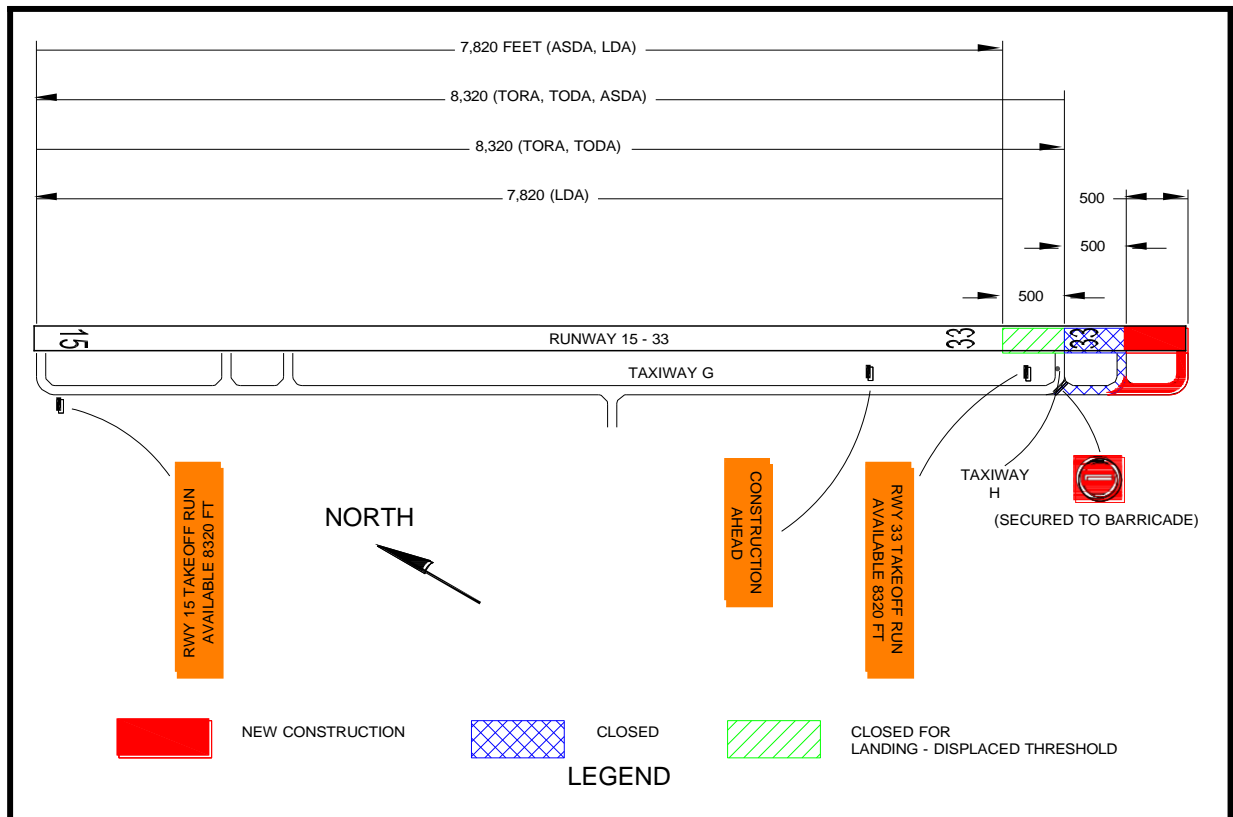 7,820 FEET (ASDA, LDA)
8,320 (TORA, TODA, ASDA)
8,320 (TORA, TODA)
7,820 (LDA)
500
500
500
15
RUNWAY 15 - 33
33
33
TAXIWAY G
RWY 15 TAKEOFF RUN
AVAILABLE 8320 FT
NORTH
CONSTRUCTION
AHEAD
RWY 33 TAKEOFF RUN
AVAILABLE 8320 FT
TAXIWAY
H
(SECURED TO BARRICADE)
NEW CONSTRUCTION
CLOSED
CLOSED FOR
LANDING - DISPLACED THRESHOLD
LEGEND